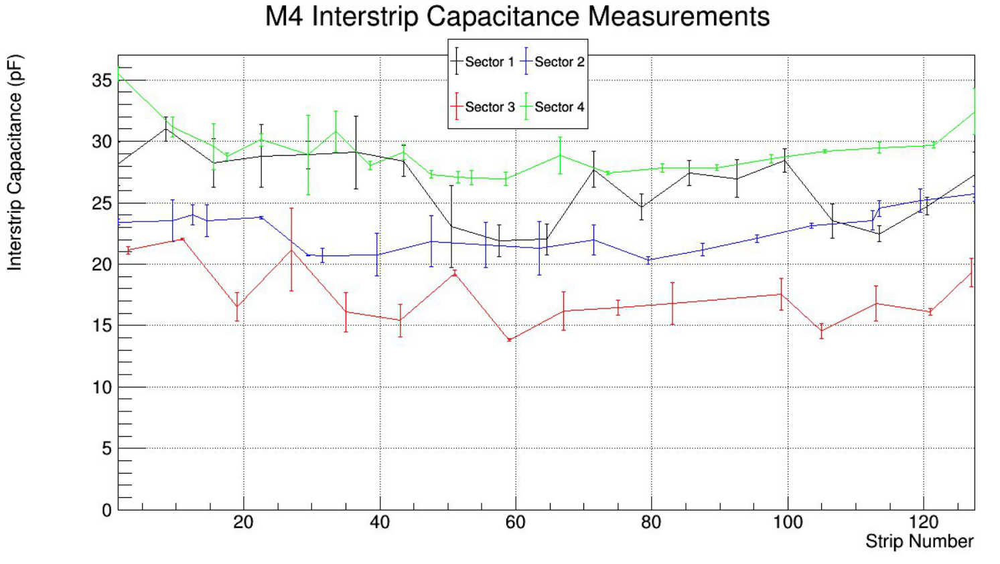 M4 Interstrip Capacitance Measurements
Interstrip Capacitance (pF)
Sector 1 Sector 2
Sector 3 Sector 4
35
30
25
20
15
10
5
0
20 40 60 80 100 120
Strip Number